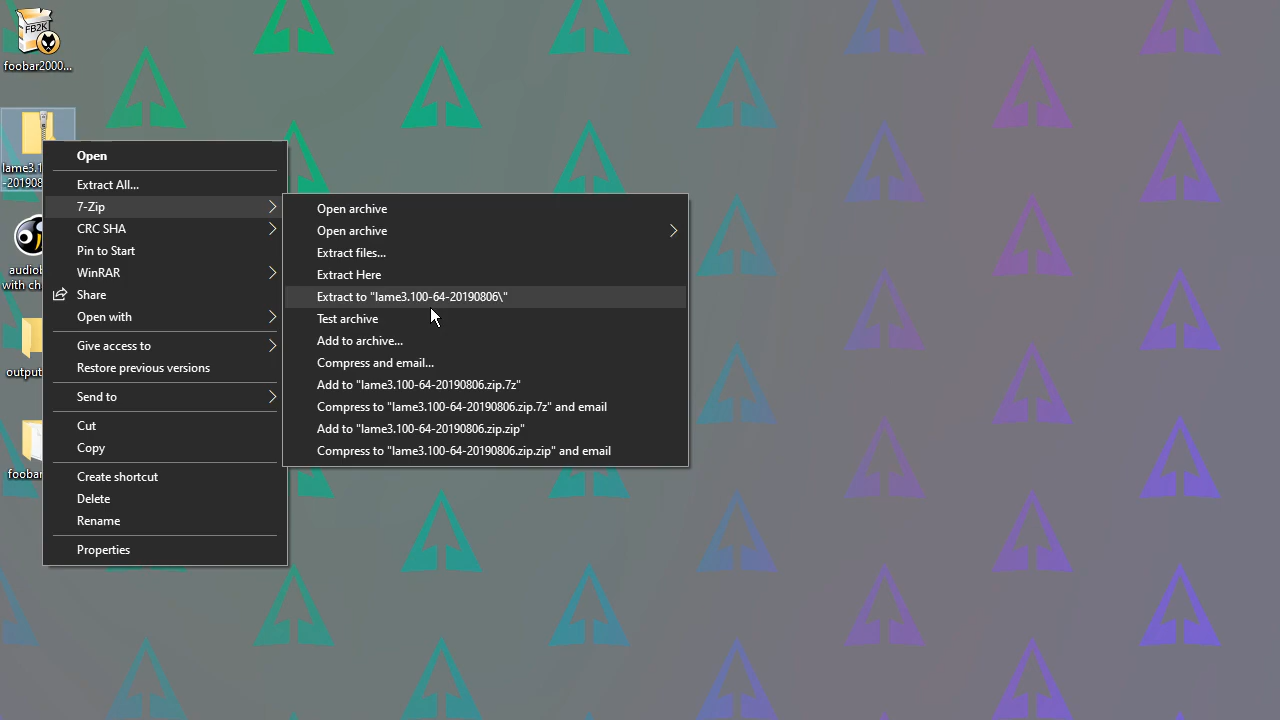 FB2K
foobar2000...
lame3.1
-201908
audiob
with ch
output
foobar
Open
Extract All...
7-Zip
CRC SHA
Pin to Start
WinRAR
Share
Open with
Give access to
Restore previous versions
Send to
Cut
Copy
Create shortcut
Delete
Rename
Properties
Open archive
Open archive
Extract files...
Extract Here
Extract to "lame3.100-64-20190806\"
Test archive
Add to archive...
Compress and email...
Add to "lame3.100-64-20190806.zip.7z"
Compress to "lame3.100-64-20190806.zip.7z" and email
Add to "lame3.100-64-20190806.zip.zip"
Compress to "lame3.100-64-20190806.zip.zip" and email